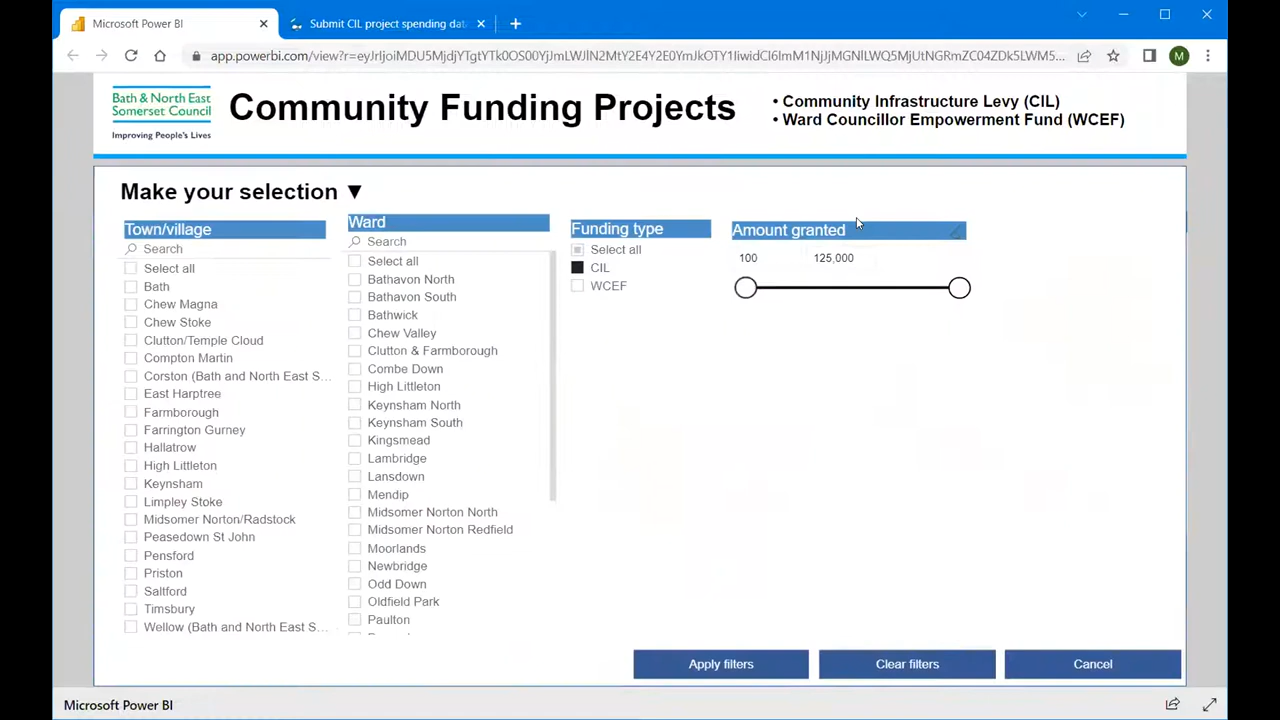 Microsoft Power BI
Submit CIL project spending dat
app.powerbi.com/view?r=
Bath & North East
Somerset Council
Improving People's Lives
Community Funding Projects
• Community Infrastructure Levy (CIL)
• Ward Councillor Empowerment Fund (WCEF)
Make your selection ▼
Town/village
Search
Select all
Bath
Chew Magna
Chew Stoke
Clutton/Temple Cloud
Compton Martin
Corston (Bath and North East S...
East Harptree
Farmborough
Farrington Gurney
Hallatrow
High Littleton
Keynsham
Limpley Stoke
Midsomer Norton/Radstock
Peasedown St John
Pensford
Priston
Saltford
Timsbury
Wellow (Bath and North East S...
Ward
Search
Select all
Bathavon North
Bathavon South
Bathwick
Chew Valley
Clutton & Farmborough
Combe Down
High Littleton
Keynsham North
Keynsham South
Kingsmead
Lambridge
Lansdown
Mendip
Midsomer Norton North
Midsomer Norton Redfield
Moorlands
Newbridge
Odd Down
Oldfield Park
Paulton
Funding type
Select all
CIL
WCEF
Amount granted
100 125,000
Apply filters
Clear filters
Cancel
M
Microsoft Power BI